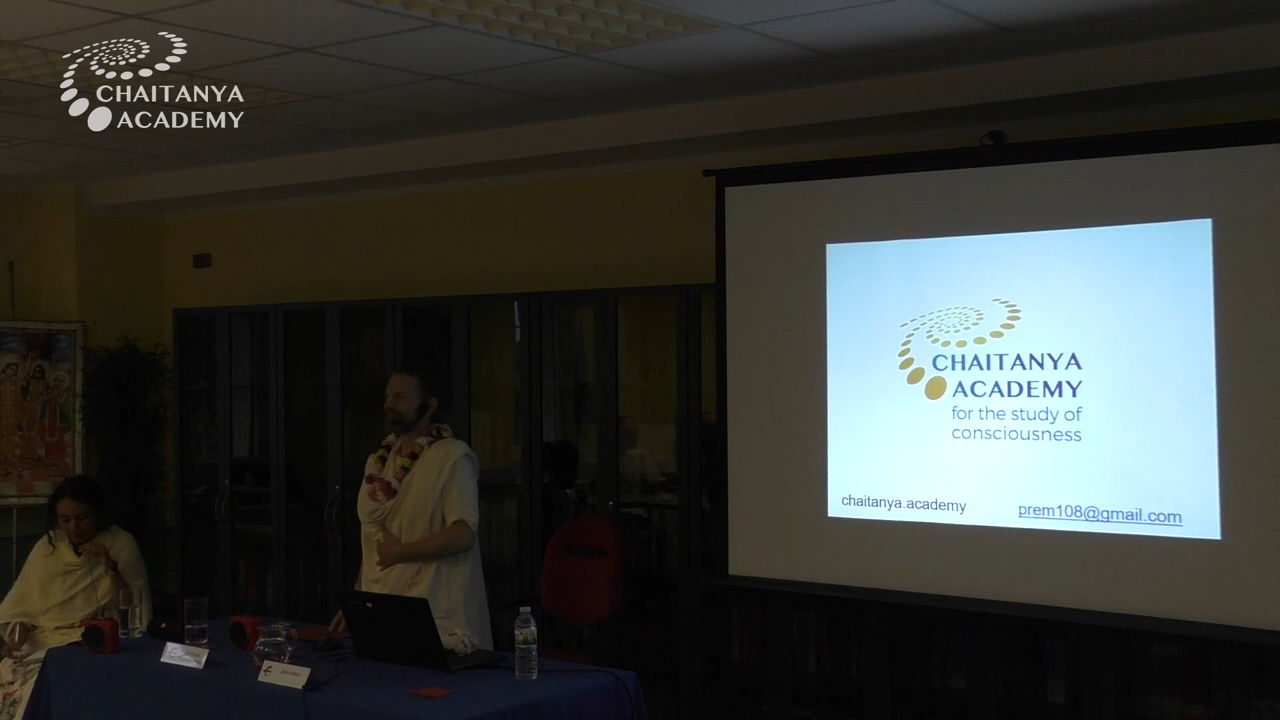 CHAITANYA
ACADEMY
CHAITANYA
ACADEMY
for the study of
consciousness
chaitanya.academy
prem108@gmail.com